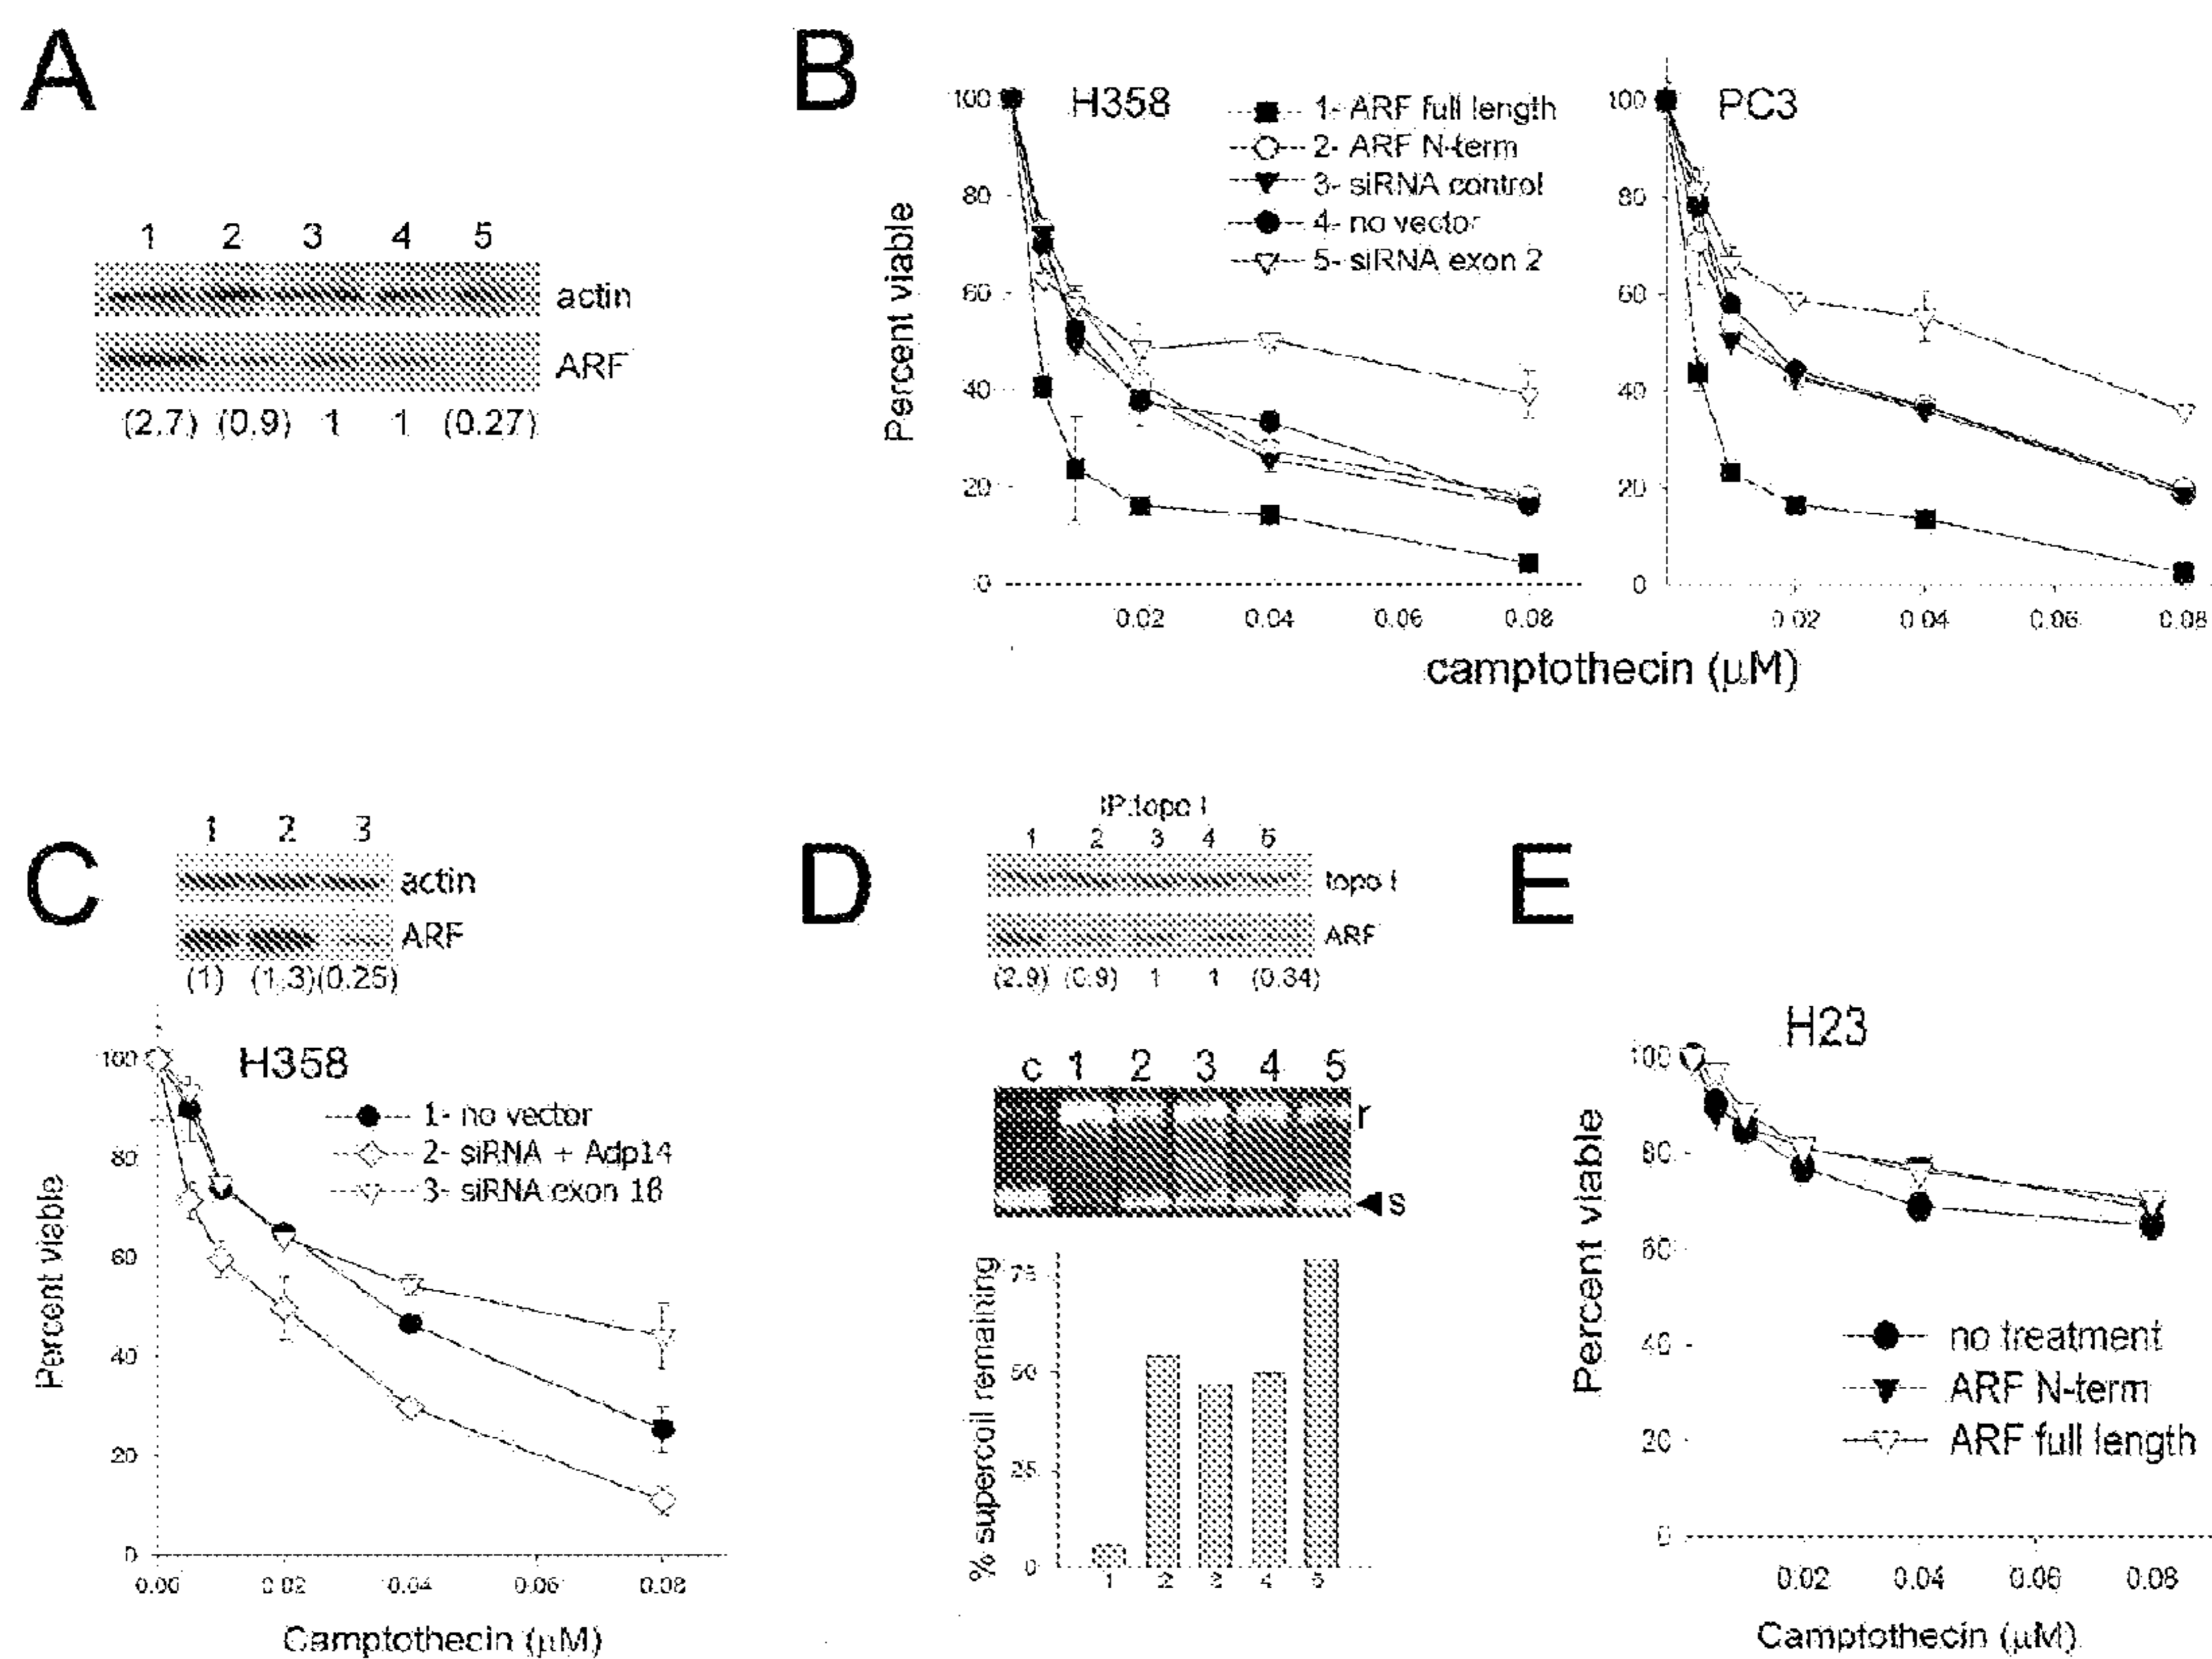 A
1 2 3 4 5
actin
ARF
(2.7) (0.9) 1 1 (0.27)
B
H358
1- ARF full length
2- ARF N-term
3- siRNA control
4- no vector
5- siRNA exon 2
Percent viable
100
80
60
40
20
0
0.02 0.04 0.06 0.08
PC3
100
80
60
40
20
0
0.02 0.04 0.06 0.08
camptothecin (μM)
C
1 2 3
actin
ARF
(1) (1.3) (0.25)
H358
1- no vector
2- siRNA + Adp14
3- siRNA exon 1β
Percent viable
100
80
60
40
20
0
0.00 0.02 0.04 0.06 0.08
Camptothecin (μM)
D
IP:topo I
1 2 3 4 5
topo I
ARF
(2.9) (0.9) 1 1 (0.34)
c 1 2 3 4 5
r
s
% supercoil remaining
75
50
25
0
1 2 3 4 5
E
H23
Percent viable
100
80
60
40
20
0
no treatment
ARF N-term
ARF full length
0.02 0.04 0.06 0.08
Camptothecin (μM)